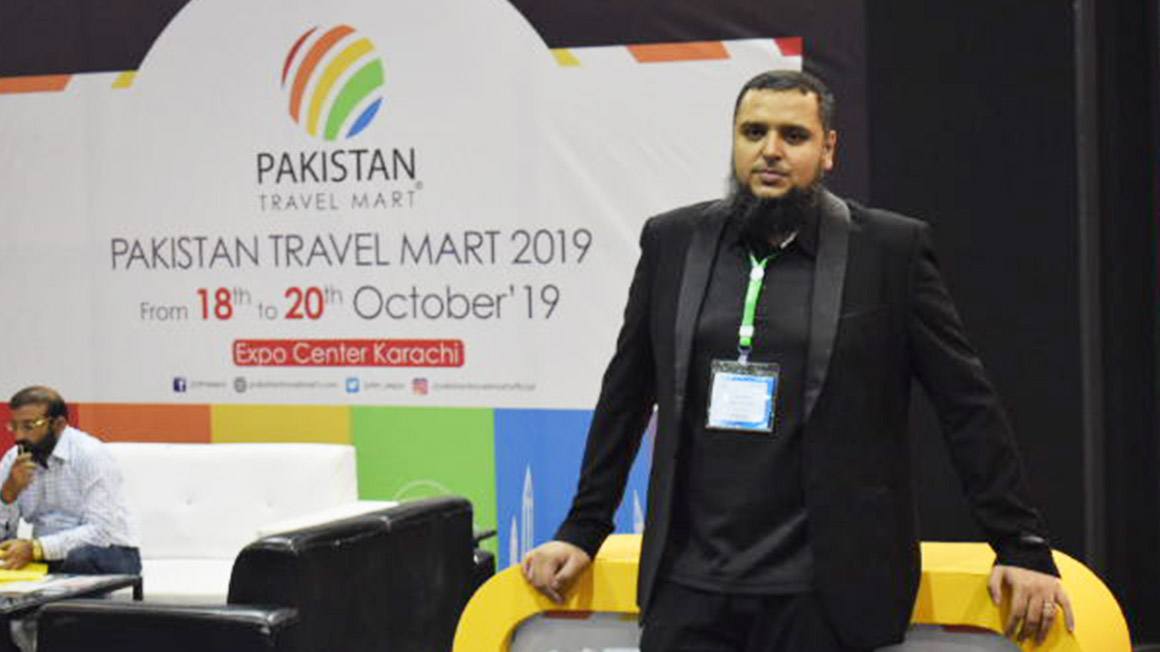 PAKISTAN
TRAVEL MART®
PAKISTAN TRAVEL MART 2019
From 18th to 20th October'19
Expo Center Karachi